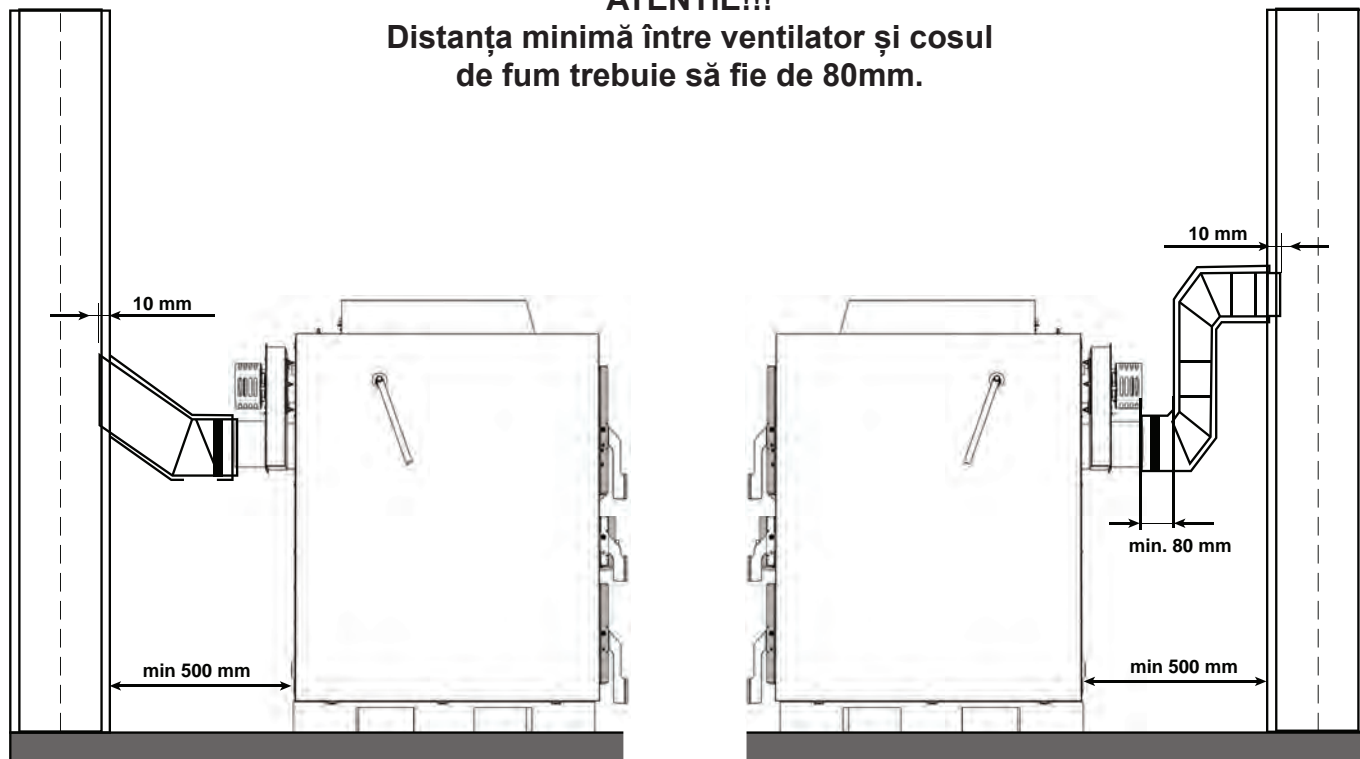 ATENTIE!!!
Distanța minimă între ventilator și cosul
de fum trebuie să fie de 80mm.
10 mm
10 mm
min. 80 mm
min 500 mm
min 500 mm